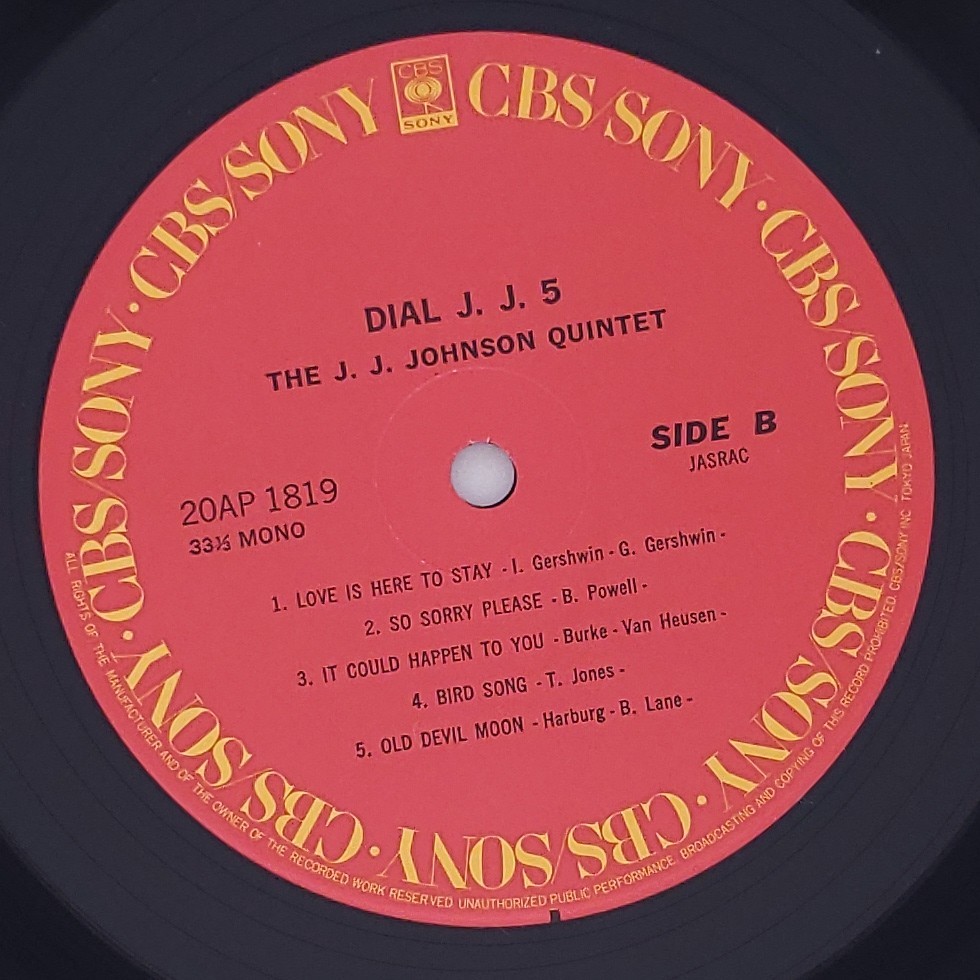 CBS
SONY
CBS/SONY · CBS/SONY · CBS/SONY · CBS/SONY · CBS/SONY · CBS/SONY · CBS/SONY · CBS/SONY
DIAL J. J. 5
THE J. J. JOHNSON QUINTET
SIDE B
JASRAC
20AP 1819
33⅓ MONO
1. LOVE IS HERE TO STAY - I. Gershwin - G. Gershwin -
2. SO SORRY PLEASE - B. Powell -
3. IT COULD HAPPEN TO YOU - Burke - Van Heusen -
4. BIRD SONG - T. Jones -
5. OLD DEVIL MOON - Harburg - B. Lane -
ALL RIGHTS OF THE MANUFACTURER AND OF THE OWNER OF THE RECORDED WORK RESERVED. UNAUTHORIZED PUBLIC PERFORMANCE, BROADCASTING AND COPYING OF THIS RECORD PROHIBITED. CBS/SONY INC. TOKYO JAPAN.